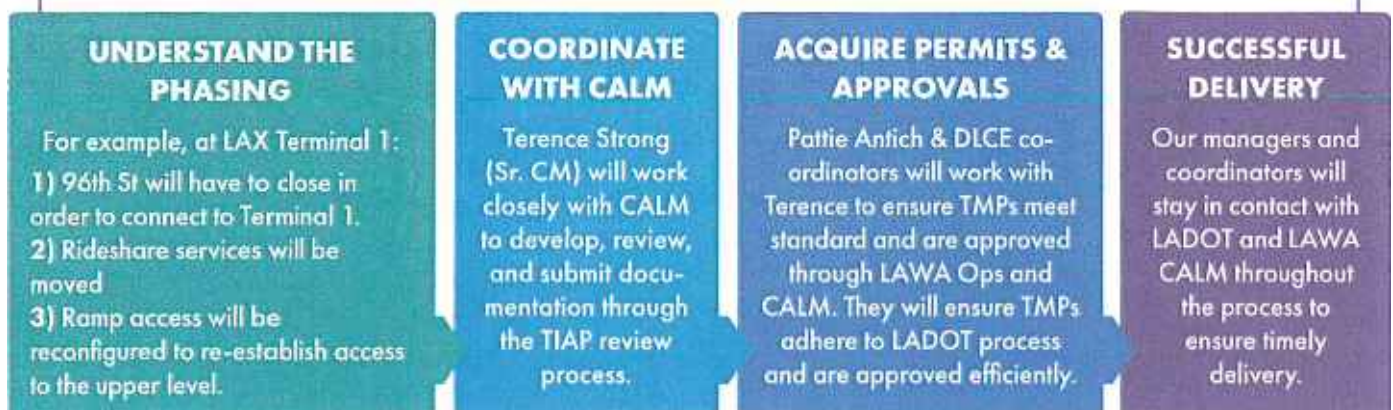 UNDERSTAND THE
PHASING
For example, at LAX Terminal 1:
1) 96th St will have to close in
order to connect to Terminal 1.
2) Rideshare services will be
moved
3) Ramp access will be
reconfigured to re-establish access
to the upper level.
COORDINATE
WITH CALM
Terence Strong
(Sr. CM) will work
closely with CALM
to develop, review,
and submit docu-
mentation through
the TIAP review
process.
ACQUIRE PERMITS &
APPROVALS
Pattie Antich & DLCE co-
ordinators will work with
Terence to ensure TMPs meet
standard and are approved
through LAWA Ops and
CALM. They will ensure TMPs
adhere to LADOT process
and are approved efficiently.
SUCCESSFUL
DELIVERY
Our managers and
coordinators will
stay in contact with
LADOT and LAWA
CALM throughout
the process to
ensure timely
delivery.